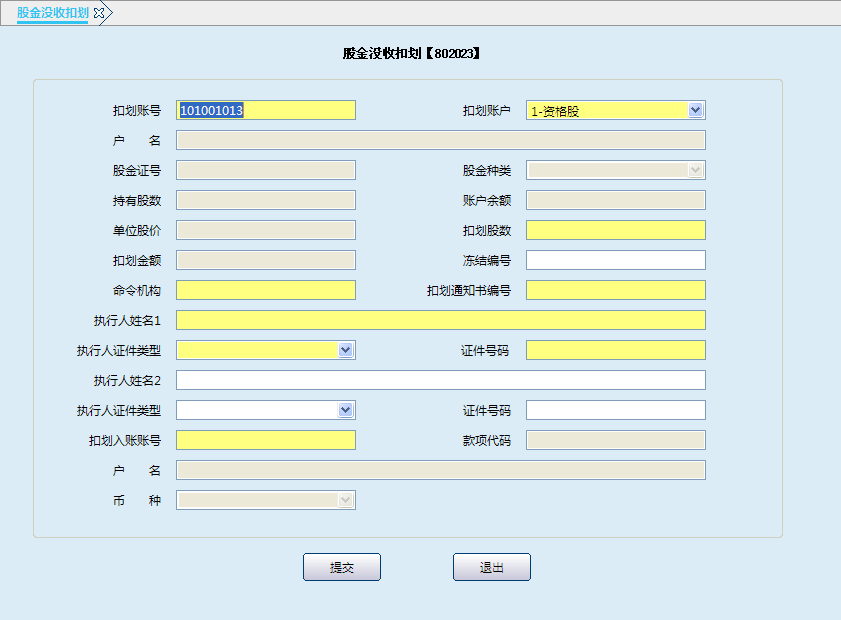 股金没收扣划
股金没收扣划【802023】
扣划账号 101001013 扣划账户 1-资格股
户 名
股金证号 股金种类
持有股数 账户余额
单位股价 扣划股数
扣划金额 冻结编号
命令机构 扣划通知书编号
执行人姓名1
执行人证件类型 证件号码
执行人姓名2
执行人证件类型 证件号码
扣划入账账号 款项代码
户 名
币 种
提交 退出